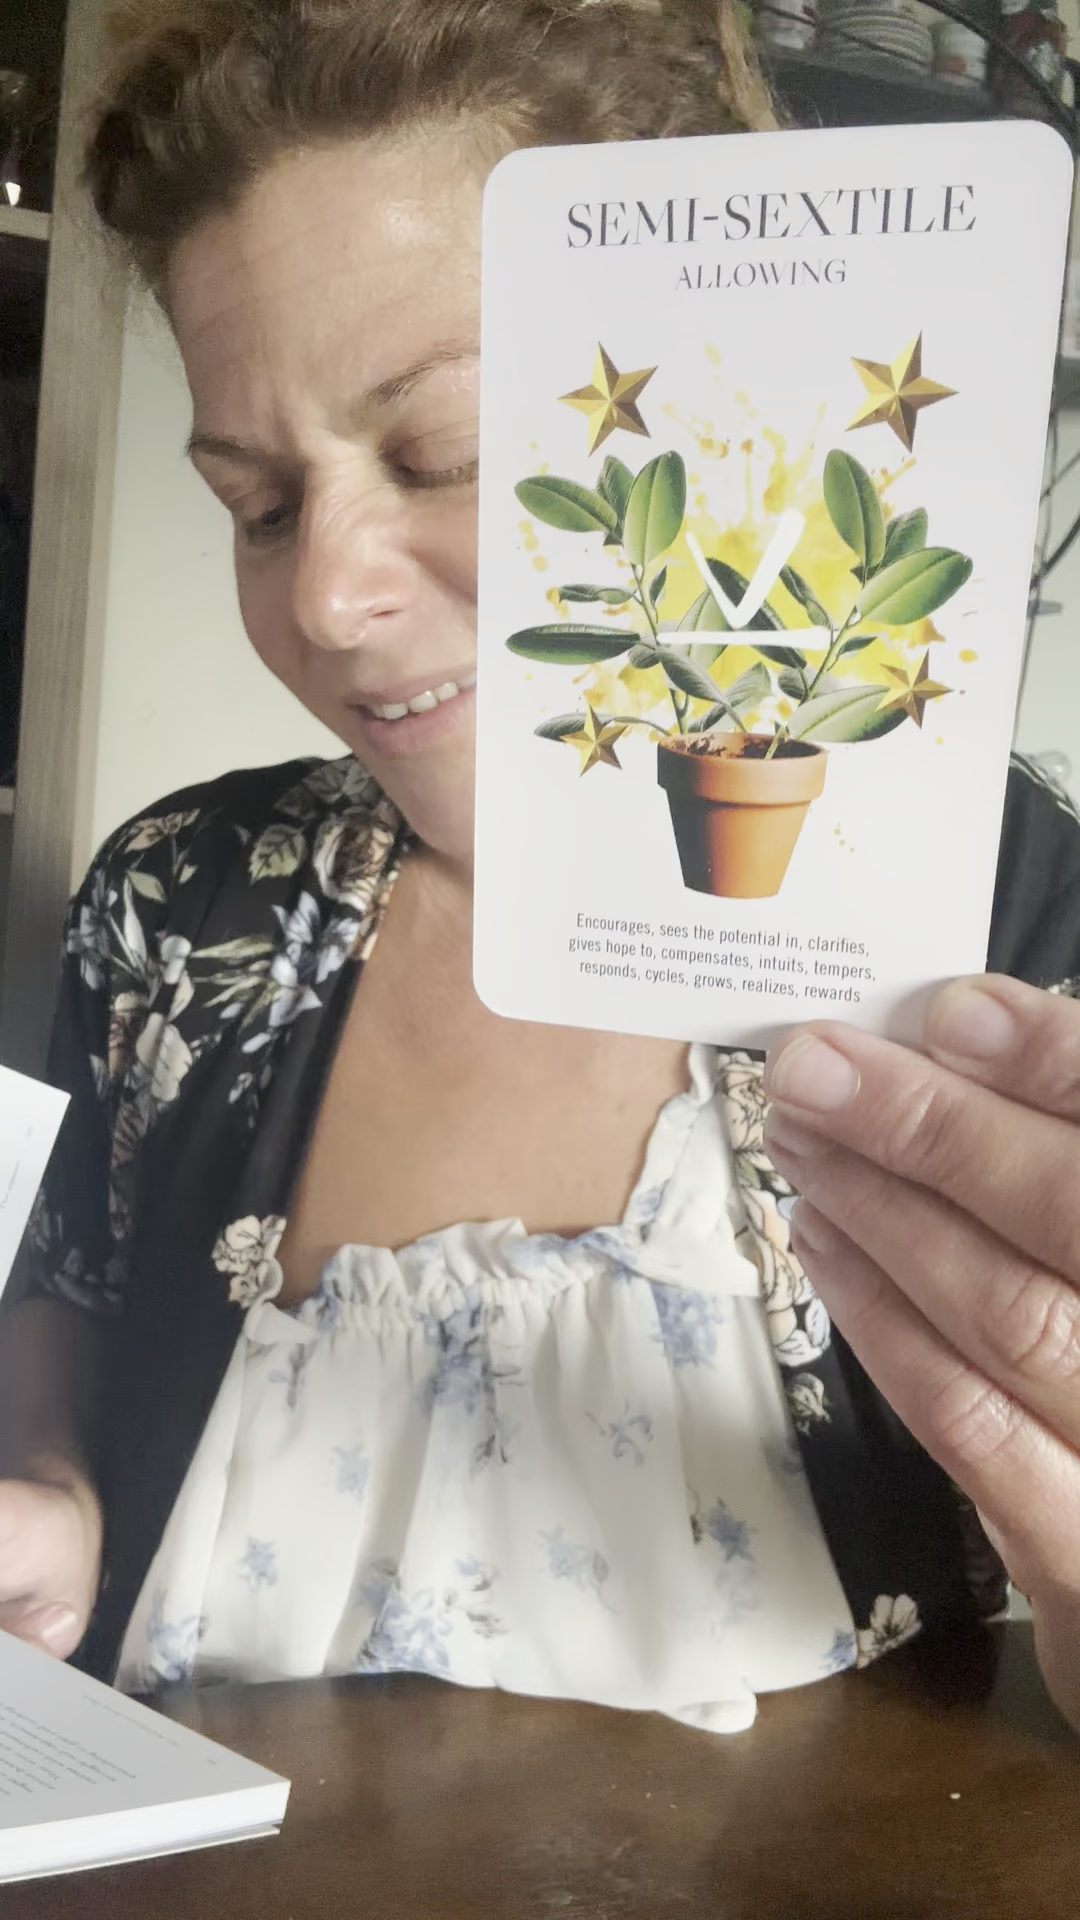 SEMI-SEXTILE
ALLOWING
Encourages, sees the potential in, clarifies,
gives hope to, compensates, intuits, tempers,
responds, cycles, grows, realizes, rewards